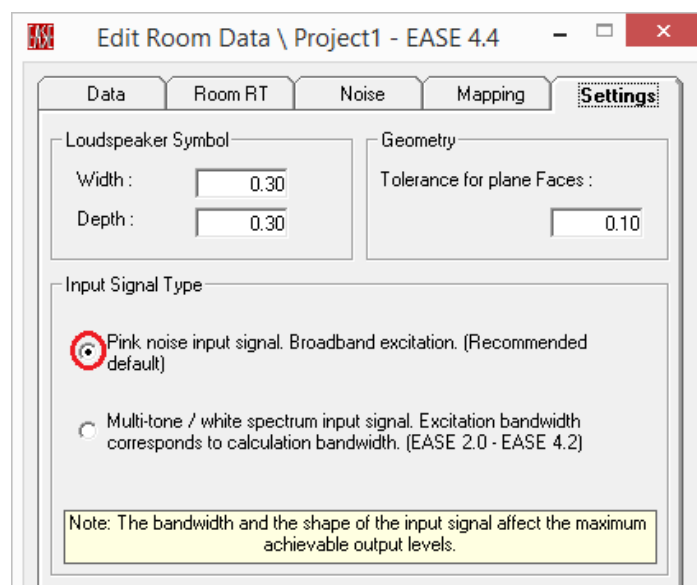 EASE
Edit Room Data \ Project1 - EASE 4.4
Data
Room RT
Noise
Mapping
Settings
Loudspeaker Symbol
Width :
0.30
Depth :
0.30
Geometry
Tolerance for plane Faces :
0.10
Input Signal Type
Pink noise input signal. Broadband excitation. (Recommended
default)
Multi-tone / white spectrum input signal. Excitation bandwidth
corresponds to calculation bandwidth. (EASE 2.0 - EASE 4.2)
Note: The bandwidth and the shape of the input signal affect the maximum
achievable output levels.